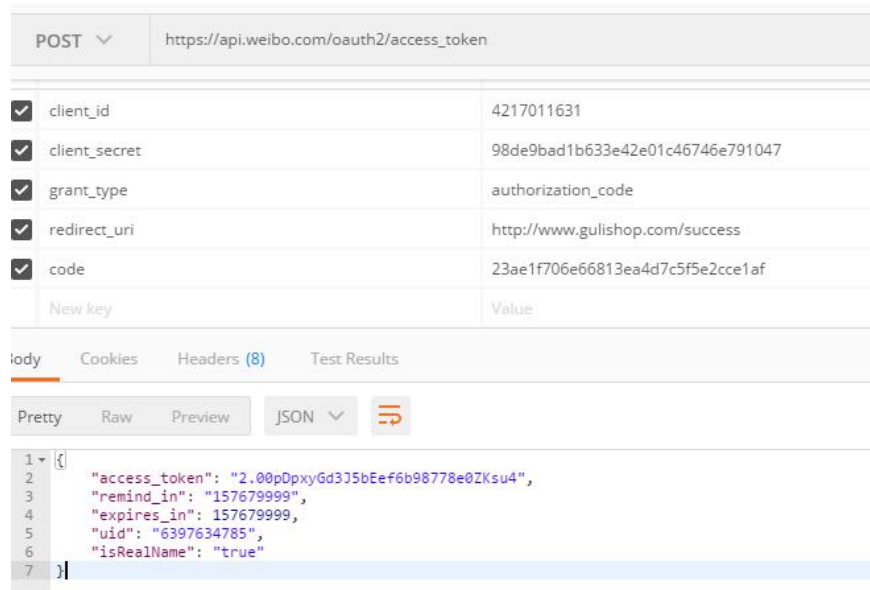 POST https://api.weibo.com/oauth2/access_token
client_id 4217011631
client_secret 98de9bad1b633e42e01c46746e791047
grant_type authorization_code
redirect_uri http://www.gulishop.com/success
code 23ae1f706e66813ea4d7c5f5e2cce1af
New key Value
Body Cookies Headers (8) Test Results
Pretty Raw Preview JSON
1 {
2 "access_token": "2.00pDpxyGd3J5bEef6b98778e0ZKsu4",
3 "remind_in": "157679999",
4 "expires_in": 157679999,
5 "uid": "6397634785",
6 "isRealName": "true"
7 }